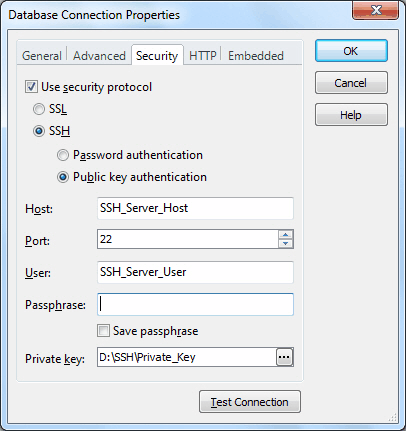 Database Connection Properties
General Advanced Security HTTP Embedded
OK
Use security protocol
Cancel
SSL
Help
SSH
Password authentication
Public key authentication
Host: SSH_Server_Host
Port: 22
User: SSH_Server_User
Passphrase:
Save passphrase
Private key: D:\SSH\Private_Key ...
Test Connection